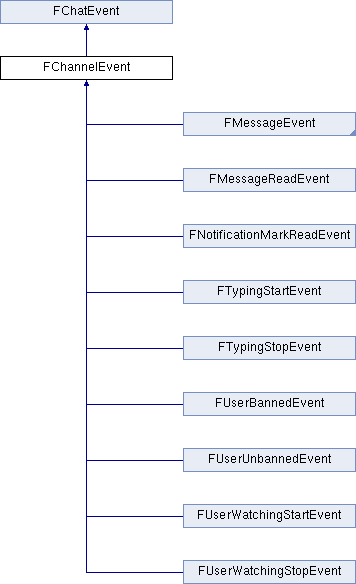 FChatEvent
FChannelEvent
FMessageEvent
FMessageReadEvent
FNotificationMarkReadEvent
FTypingStartEvent
FTypingStopEvent
FUserBannedEvent
FUserUnbannedEvent
FUserWatchingStartEvent
FUserWatchingStopEvent